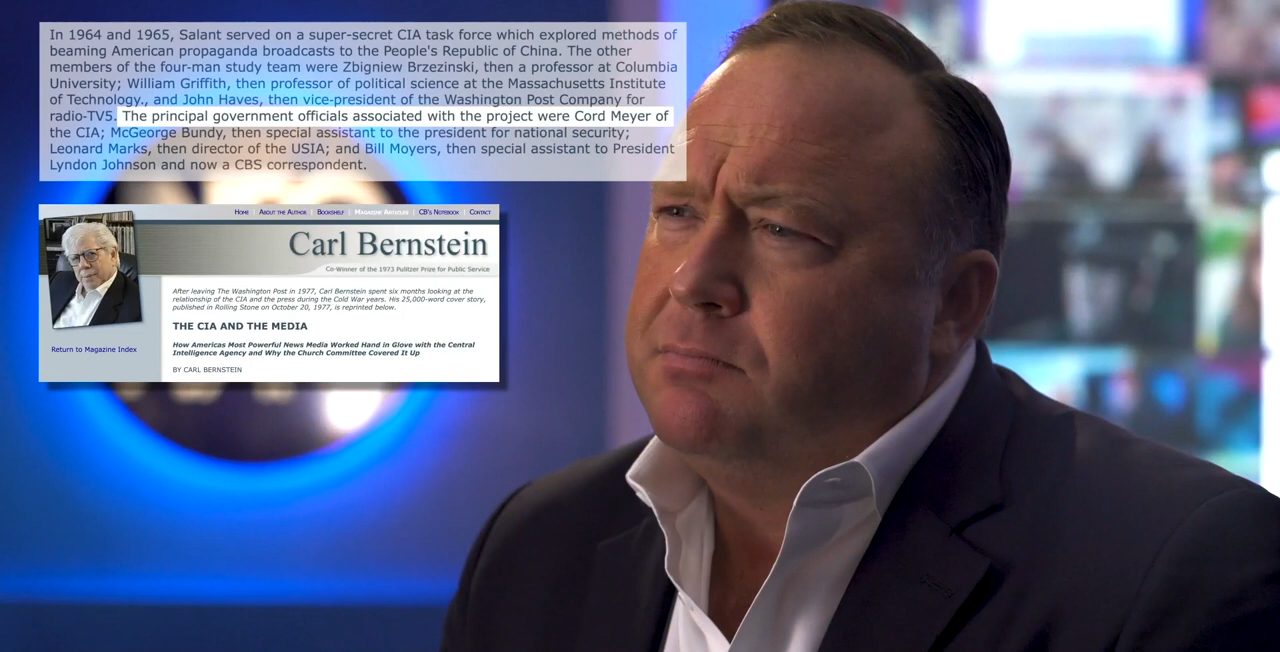 In 1964 and 1965, Salant served on a super-secret CIA task force which explored methods of
beaming American propaganda broadcasts to the People's Republic of China. The other
members of the four-man study team were Zbigniew Brzezinski, then a professor at Columbia
University; William Griffith, then professor of political science at the Massachusetts Institute
of Technology., and John Haves, then vice-president of the Washington Post Company for
radio-TV5. The principal government officials associated with the project were Cord Meyer of
the CIA; McGeorge Bundy, then special assistant to the president for national security;
Leonard Marks, then director of the USIA; and Bill Moyers, then special assistant to President
Lyndon Johnson and now a CBS correspondent.
Home | About the Author | Bookshelf | Magazine Articles | CB's Notebook | Contact
Carl Bernstein
Co-Winner of the 1973 Pulitzer Prize for Public Service
After leaving The Washington Post in 1977, Carl Bernstein spent six months looking at the
relationship of the CIA and the press during the Cold War years. His 25,000-word cover story,
published in Rolling Stone on October 20, 1977, is reprinted below.
THE CIA AND THE MEDIA
How Americas Most Powerful News Media Worked Hand in Glove with the Central
Intelligence Agency and Why the Church Committee Covered It Up
Return to Magazine Index
BY CARL BERNSTEIN